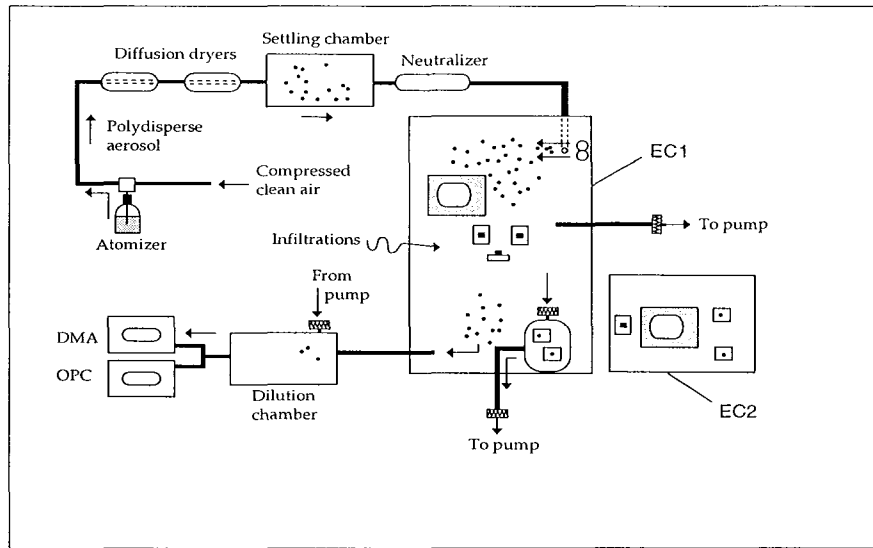 Settling chamber
Diffusion dryers
Neutralizer
Polydisperse
aerosol
EC1
Compressed
clean air
To pump
Atomizer
Infiltrations
From
pump
DMA
OPC
Dilution
chamber
EC2
To pump